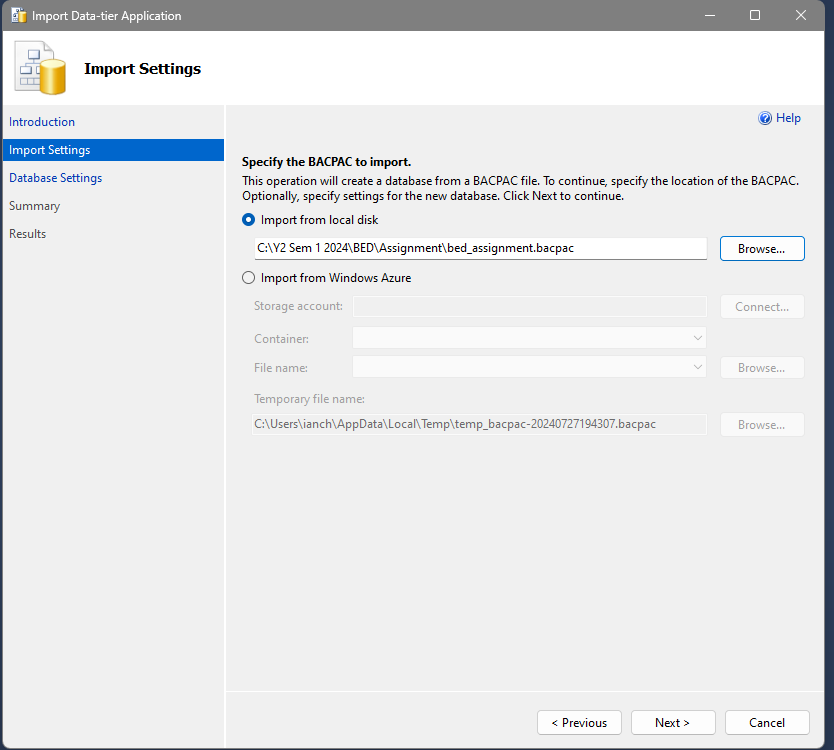 Import Data-tier Application
Import Settings
Introduction
Import Settings
Database Settings
Summary
Results
Help
Specify the BACPAC to import.
This operation will create a database from a BACPAC file. To continue, specify the location of the BACPAC.
Optionally, specify settings for the new database. Click Next to continue.
Import from local disk
C:\Y2 Sem 1 2024\BED\Assignment\bed_assignment.bacpac
Browse...
Import from Windows Azure
Storage account:
Connect...
Container:
File name:
Browse...
Temporary file name:
C:\Users\ianch\AppData\Local\Temp\temp_bacpac-20240727194307.bacpac
Browse...
< Previous
Next >
Cancel